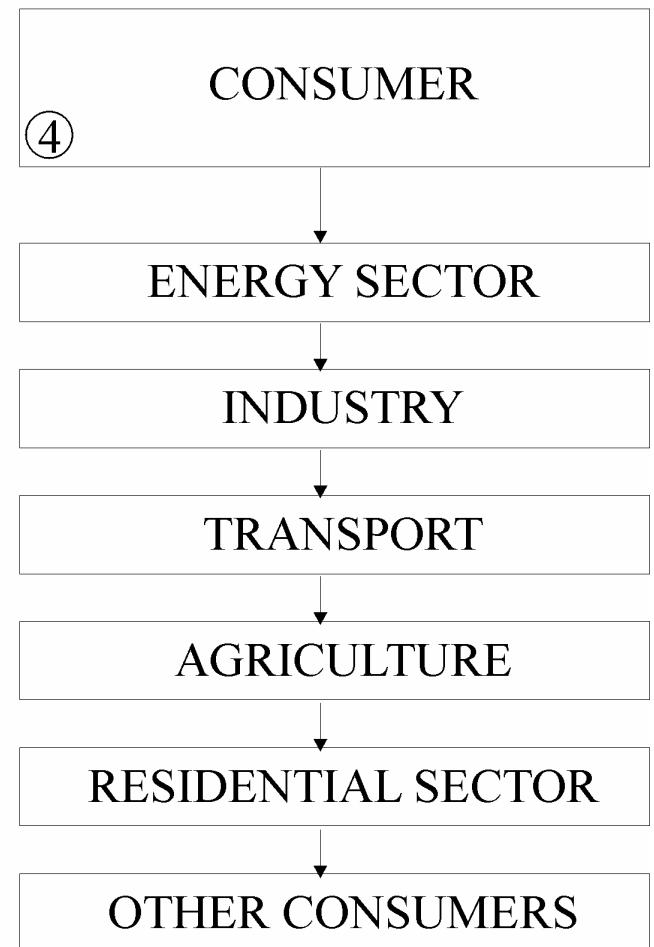 CONSUMER
④
ENERGY SECTOR
INDUSTRY
TRANSPORT
AGRICULTURE
RESIDENTIAL SECTOR
OTHER CONSUMERS